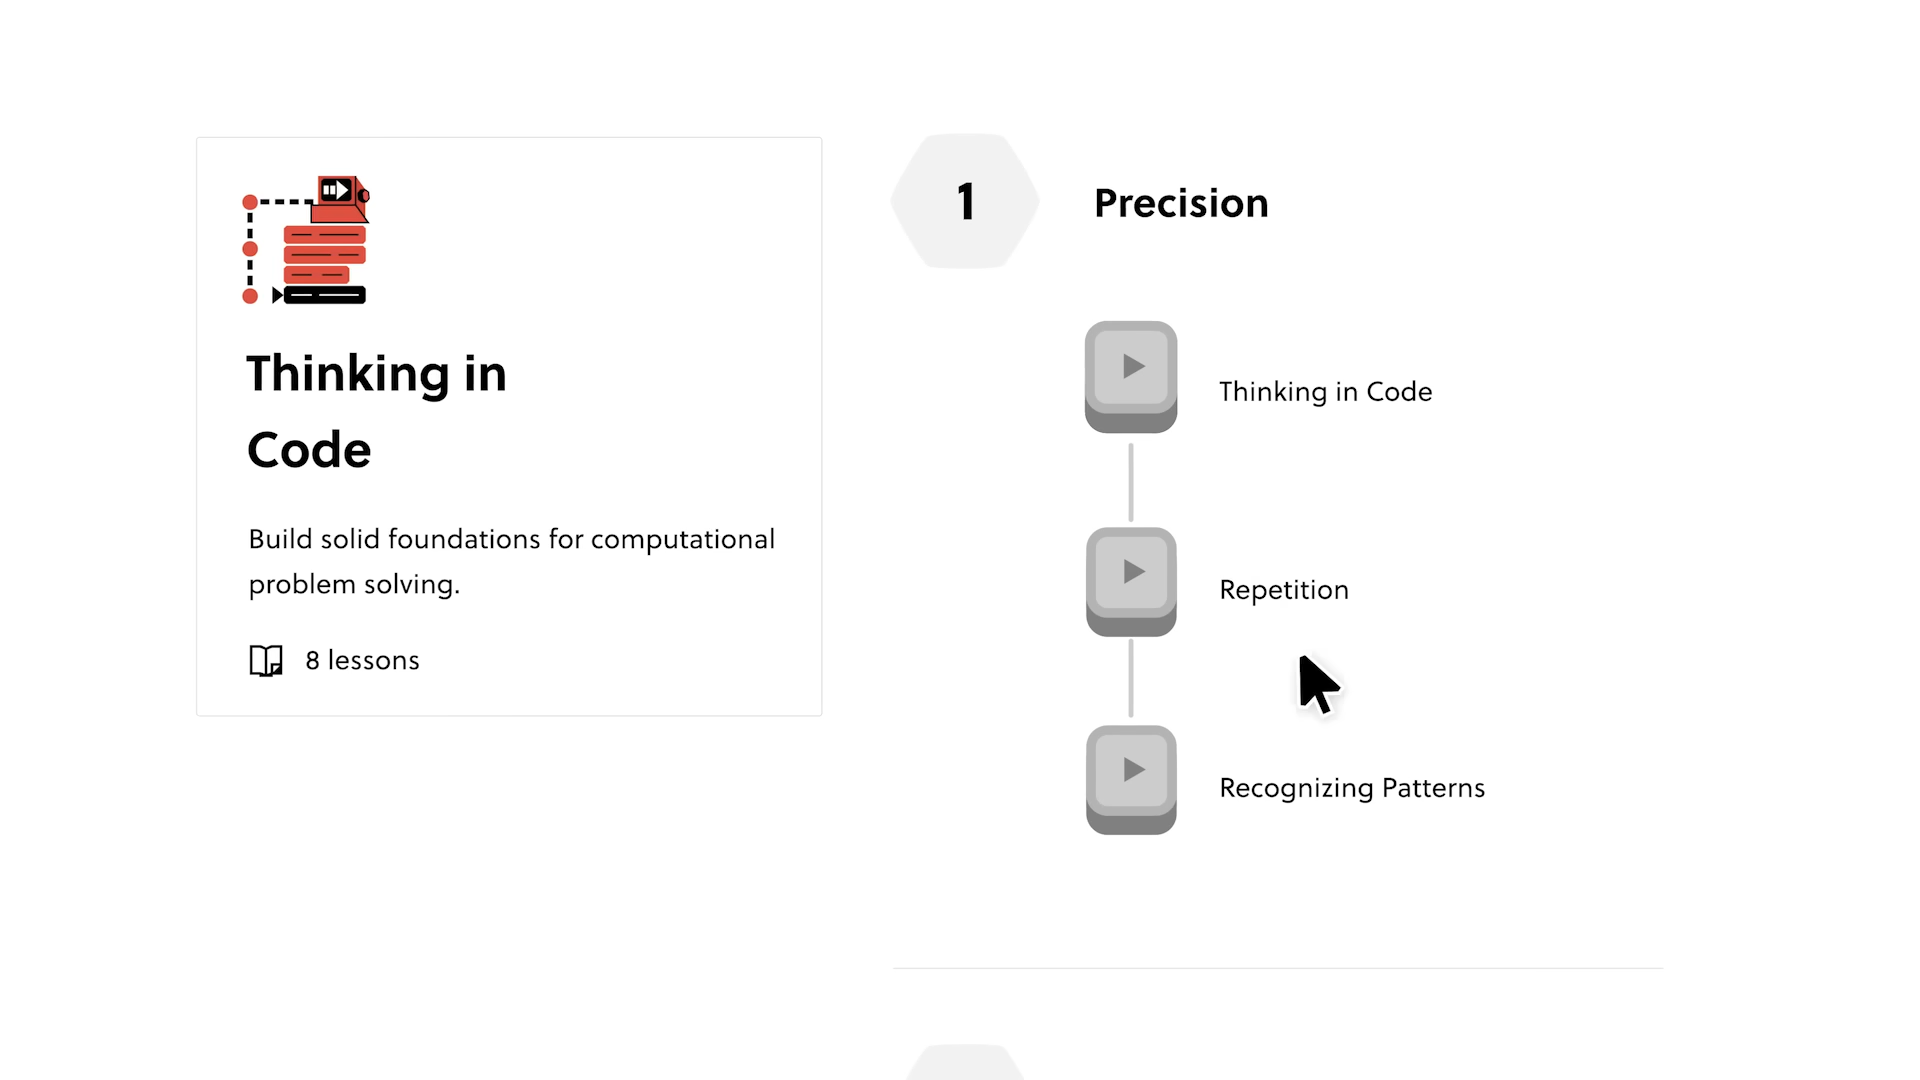 Thinking in
Code
Build solid foundations for computational
problem solving.
8 lessons
1
Precision
Thinking in Code
Repetition
Recognizing Patterns